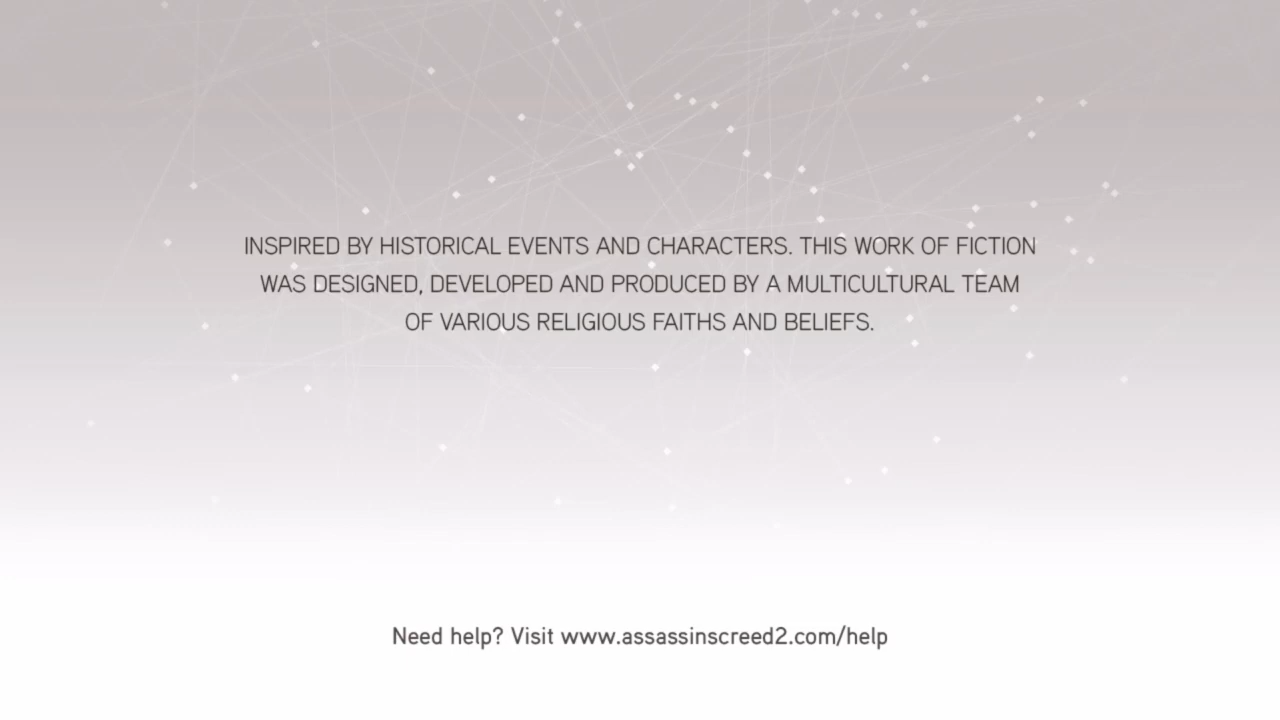 INSPIRED BY HISTORICAL EVENTS AND CHARACTERS. THIS WORK OF FICTION
WAS DESIGNED, DEVELOPED AND PRODUCED BY A MULTICULTURAL TEAM
OF VARIOUS RELIGIOUS FAITHS AND BELIEFS.
Need help? Visit www.assassinscreed2.com/help